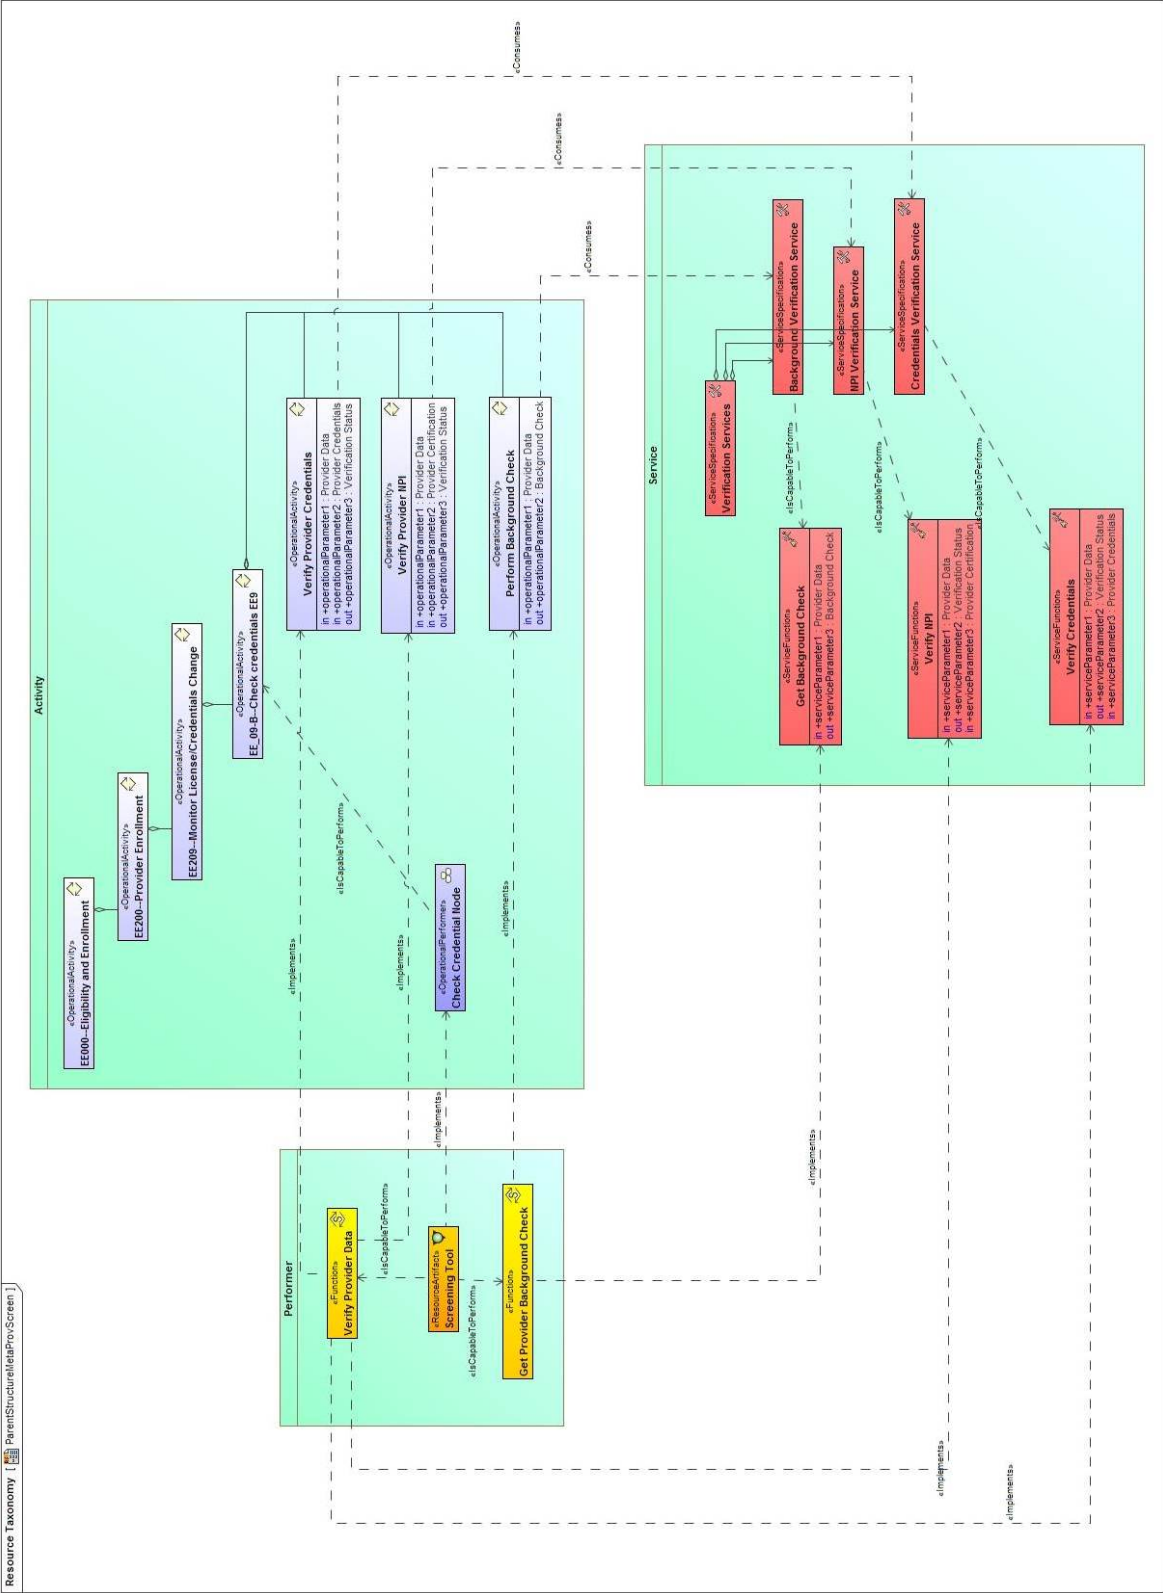 Resource Taxonomy [ ParentStructureMetaProvScreen ]
Performer
«Function»
Verify Provider Data
«IsCapableToPerform»
«ResourceArtifact»
Screening Tool
«IsCapableToPerform»
«Function»
Get Provider Background Check
«Implements»
«Implements»
«Implements»
«Implements»
«Implements»
«Implements»
«Implements»
Activity
«OperationalActivity»
EE000--Eligibility and Enrollment
«OperationalActivity»
EE200--Provider Enrollment
«OperationalActivity»
EE209--Monitor License/Credentials Change
«OperationalActivity»
EE_09-B--Check credentials EE9
«IsCapableToPerform»
«OperationalPerformer»
Check Credential Node
«OperationalActivity»
Verify Provider Credentials
in +operationalParameter1 : Provider Data
in +operationalParameter2 : Provider Credentials
out +operationalParameter3 : Verification Status
«OperationalActivity»
Verify Provider NPI
in +operationalParameter1 : Provider Data
in +operationalParameter2 : Provider Certification
out +operationalParameter3 : Verification Status
«OperationalActivity»
Perform Background Check
in +operationalParameter1 : Provider Data
out +operationalParameter2 : Background Check
«Consumes»
«Consumes»
«Consumes»
Service
«ServiceSpecification»
Verification Services
«ServiceSpecification»
Background Verification Service
«ServiceSpecification»
NPI Verification Service
«ServiceSpecification»
Credentials Verification Service
«IsCapableToPerform»
«IsCapableToPerform»
«IsCapableToPerform»
«ServiceFunction»
Get Background Check
in +serviceParameter1 : Provider Data
out +serviceParameter3 : Background Check
«ServiceFunction»
Verify NPI
in +serviceParameter1 : Provider Data
out +serviceParameter2 : Verification Status
in +serviceParameter3 : Provider Certification
«ServiceFunction»
Verify Credentials
in +serviceParameter1 : Provider Data
out +serviceParameter2 : Verification Status
in +serviceParameter3 : Provider Credentials